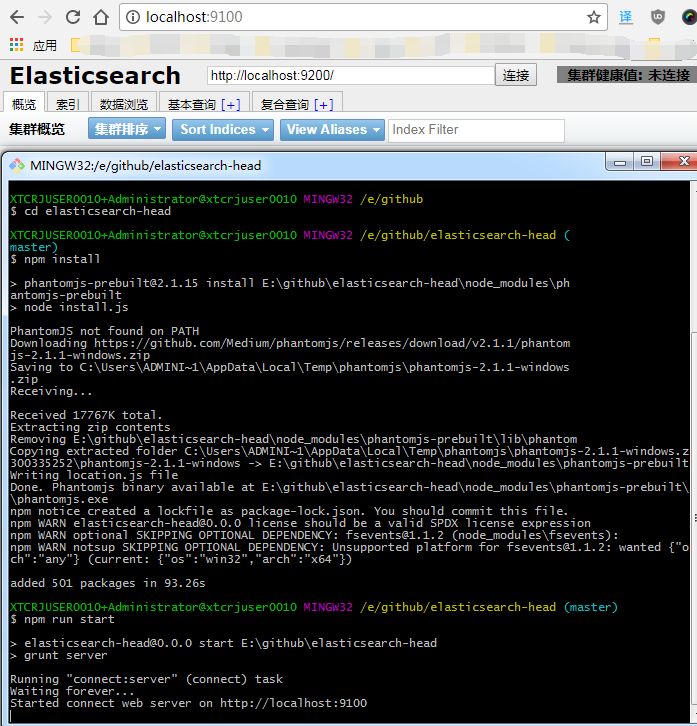 localhost:9100
译
应用
Elasticsearch
http://localhost:9200/
连接
集群健康值: 未连接
概览 索引 数据浏览 基本查询 [+] 复合查询 [+]
集群概览 集群排序 Sort Indices View Aliases Index Filter
MINGW32:/e/github/elasticsearch-head
XTCRJUSER0010+Administrator@xtcrjuser0010 MINGW32 /e/github
$ cd elasticsearch-head
XTCRJUSER0010+Administrator@xtcrjuser0010 MINGW32 /e/github/elasticsearch-head (
master)
$ npm install
> phantomjs-prebuilt@2.1.15 install E:\github\elasticsearch-head\node_modules\ph
antomjs-prebuilt
> node install.js
PhantomJS not found on PATH
Downloading https://github.com/Medium/phantomjs/releases/download/v2.1.1/phantom
js-2.1.1-windows.zip
Saving to C:\Users\ADMINI~1\AppData\Local\Temp\phantomjs\phantomjs-2.1.1-windows
.zip
Receiving...
Received 17767K total.
Extracting zip contents
Removing E:\github\elasticsearch-head\node_modules\phantomjs-prebuilt\lib\phantom
Copying extracted folder C:\Users\ADMINI~1\AppData\Local\Temp\phantomjs\phantomjs-2.1.1-windows.z
300335252\phantomjs-2.1.1-windows -> E:\github\elasticsearch-head\node_modules\phantomjs-prebuilt
Writing location.js file
Done. Phantomjs binary available at E:\github\elasticsearch-head\node_modules\phantomjs-prebuilt\
\phantomjs.exe
npm notice created a lockfile as package-lock.json. You should commit this file.
npm WARN elasticsearch-head@0.0.0 license should be a valid SPDX license expression
npm WARN optional SKIPPING OPTIONAL DEPENDENCY: fsevents@1.1.2 (node_modules\fsevents):
npm WARN notsup SKIPPING OPTIONAL DEPENDENCY: Unsupported platform for fsevents@1.1.2: wanted {"o
ch":"any"} (current: {"os":"win32","arch":"x64"})
added 501 packages in 93.26s
XTCRJUSER0010+Administrator@xtcrjuser0010 MINGW32 /e/github/elasticsearch-head (master)
$ npm run start
> elasticsearch-head@0.0.0 start E:\github\elasticsearch-head
> grunt server
Running "connect:server" (connect) task
Waiting forever...
Started connect web server on http://localhost:9100